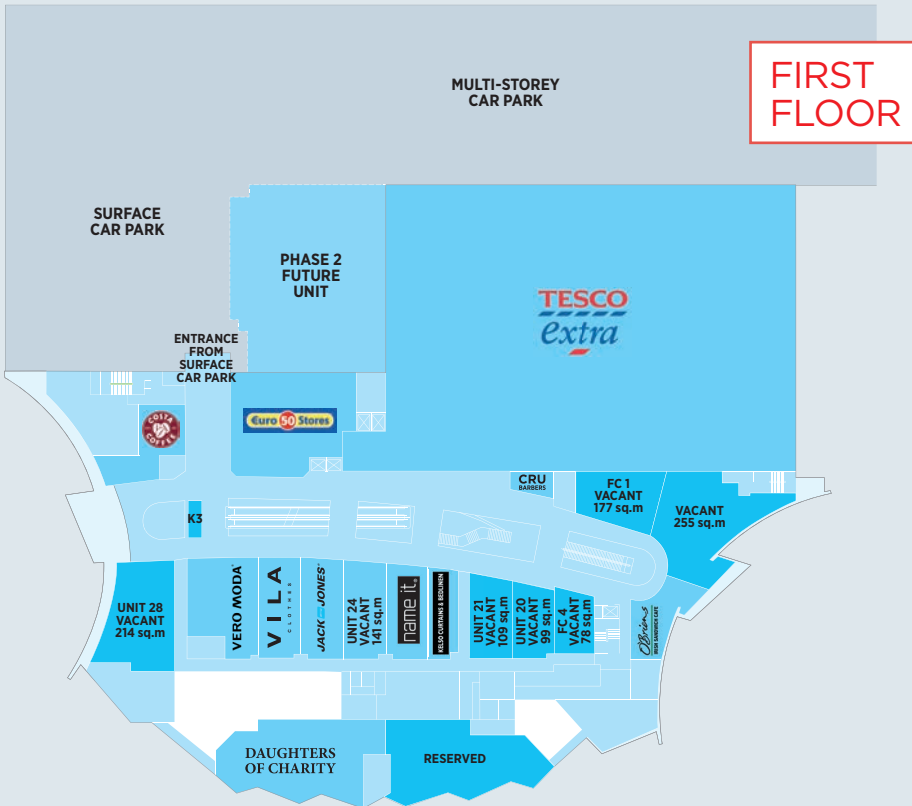 MULTI-STOREY
CAR PARK
FIRST
FLOOR
SURFACE
CAR PARK
PHASE 2
FUTURE
UNIT
TESCO
extra
ENTRANCE
FROM
SURFACE
CAR PARK
COSTA
COFFEE
€uro 50 Stores
CRU
BARBERS
FC 1
VACANT
177 sq.m
VACANT
255 sq.m
K3
UNIT 28
VACANT
214 sq.m
VERO MODA
VILA
CLOTHES
JACK JONES
UNIT 24
VACANT
141 sq.m
name it.
KELSO CURTAINS & BEDLINEN
UNIT 21
VACANT
109 sq.m
UNIT 20
VACANT
99 sq.m
FC 4
VACANT
78 sq.m
O'Briens
IRISH SANDWICH CAFE
DAUGHTERS
OF CHARITY
RESERVED